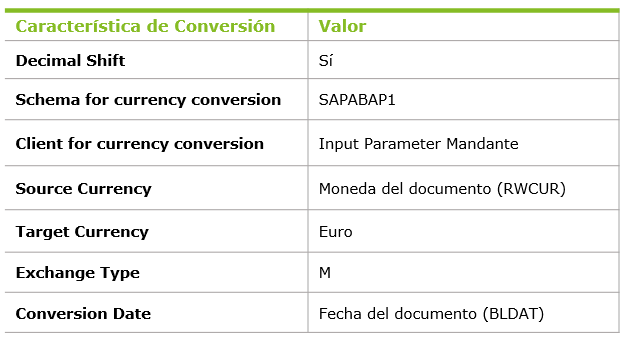 Característica de Conversión Valor
Decimal Shift Sí
Schema for currency conversion SAPABAP1
Client for currency conversion Input Parameter Mandante
Source Currency Moneda del documento (RWCUR)
Target Currency Euro
Exchange Type M
Conversion Date Fecha del documento (BLDAT)